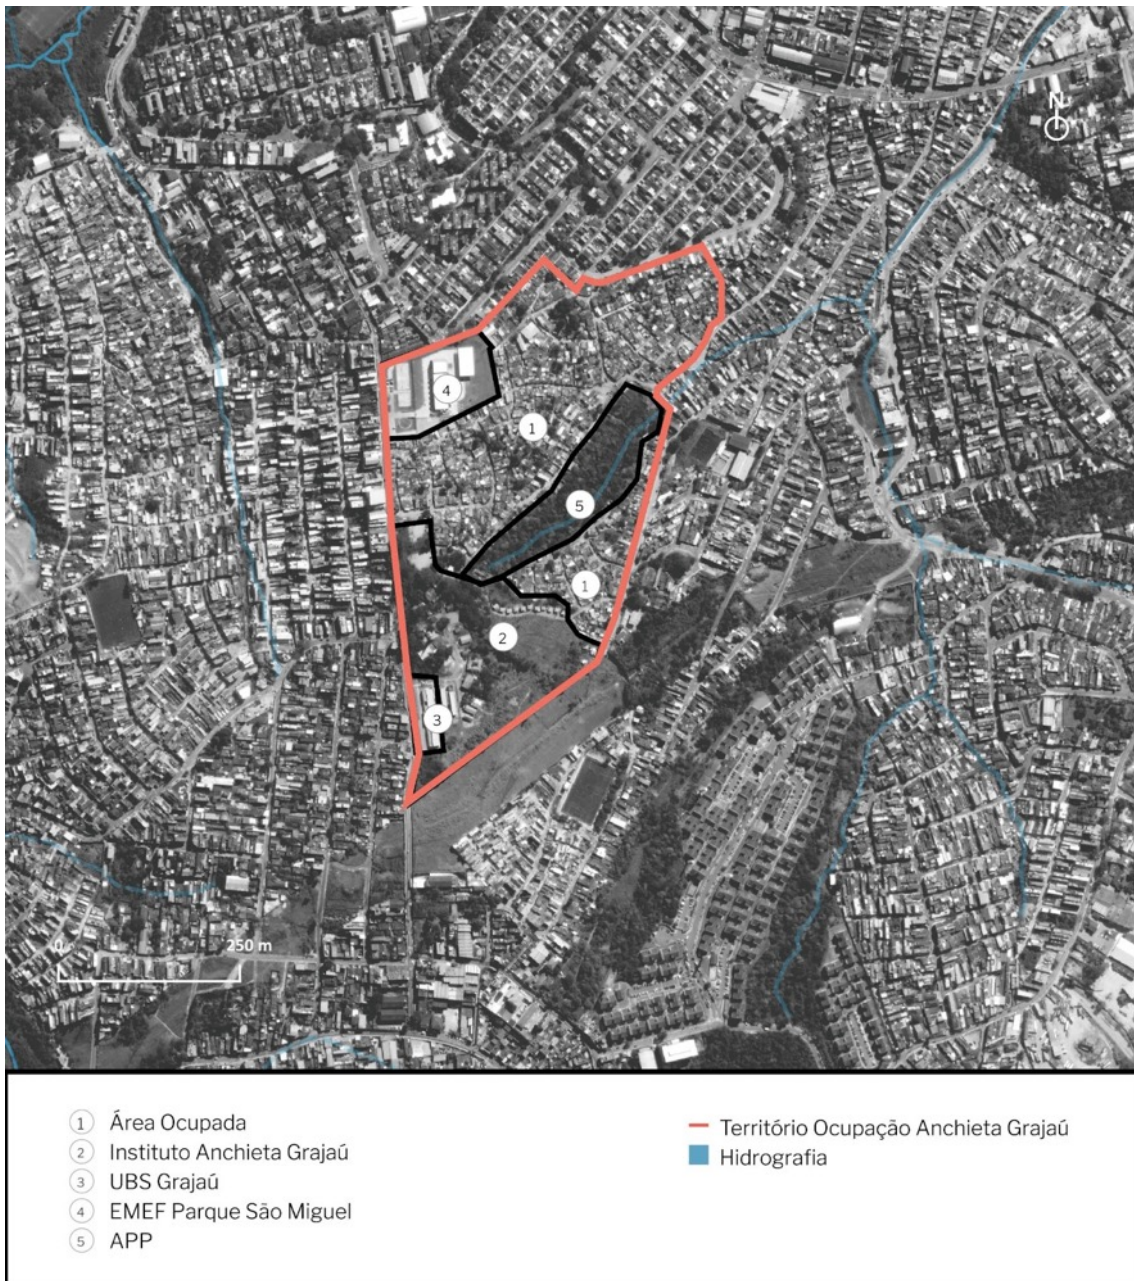 N
4
1
5
1
2
3
0 250 m
1 Área Ocupada
2 Instituto Anchieta Grajaú
3 UBS Grajaú
4 EMEF Parque São Miguel
5 APP
Território Ocupação Anchieta Grajaú
Hidrografia